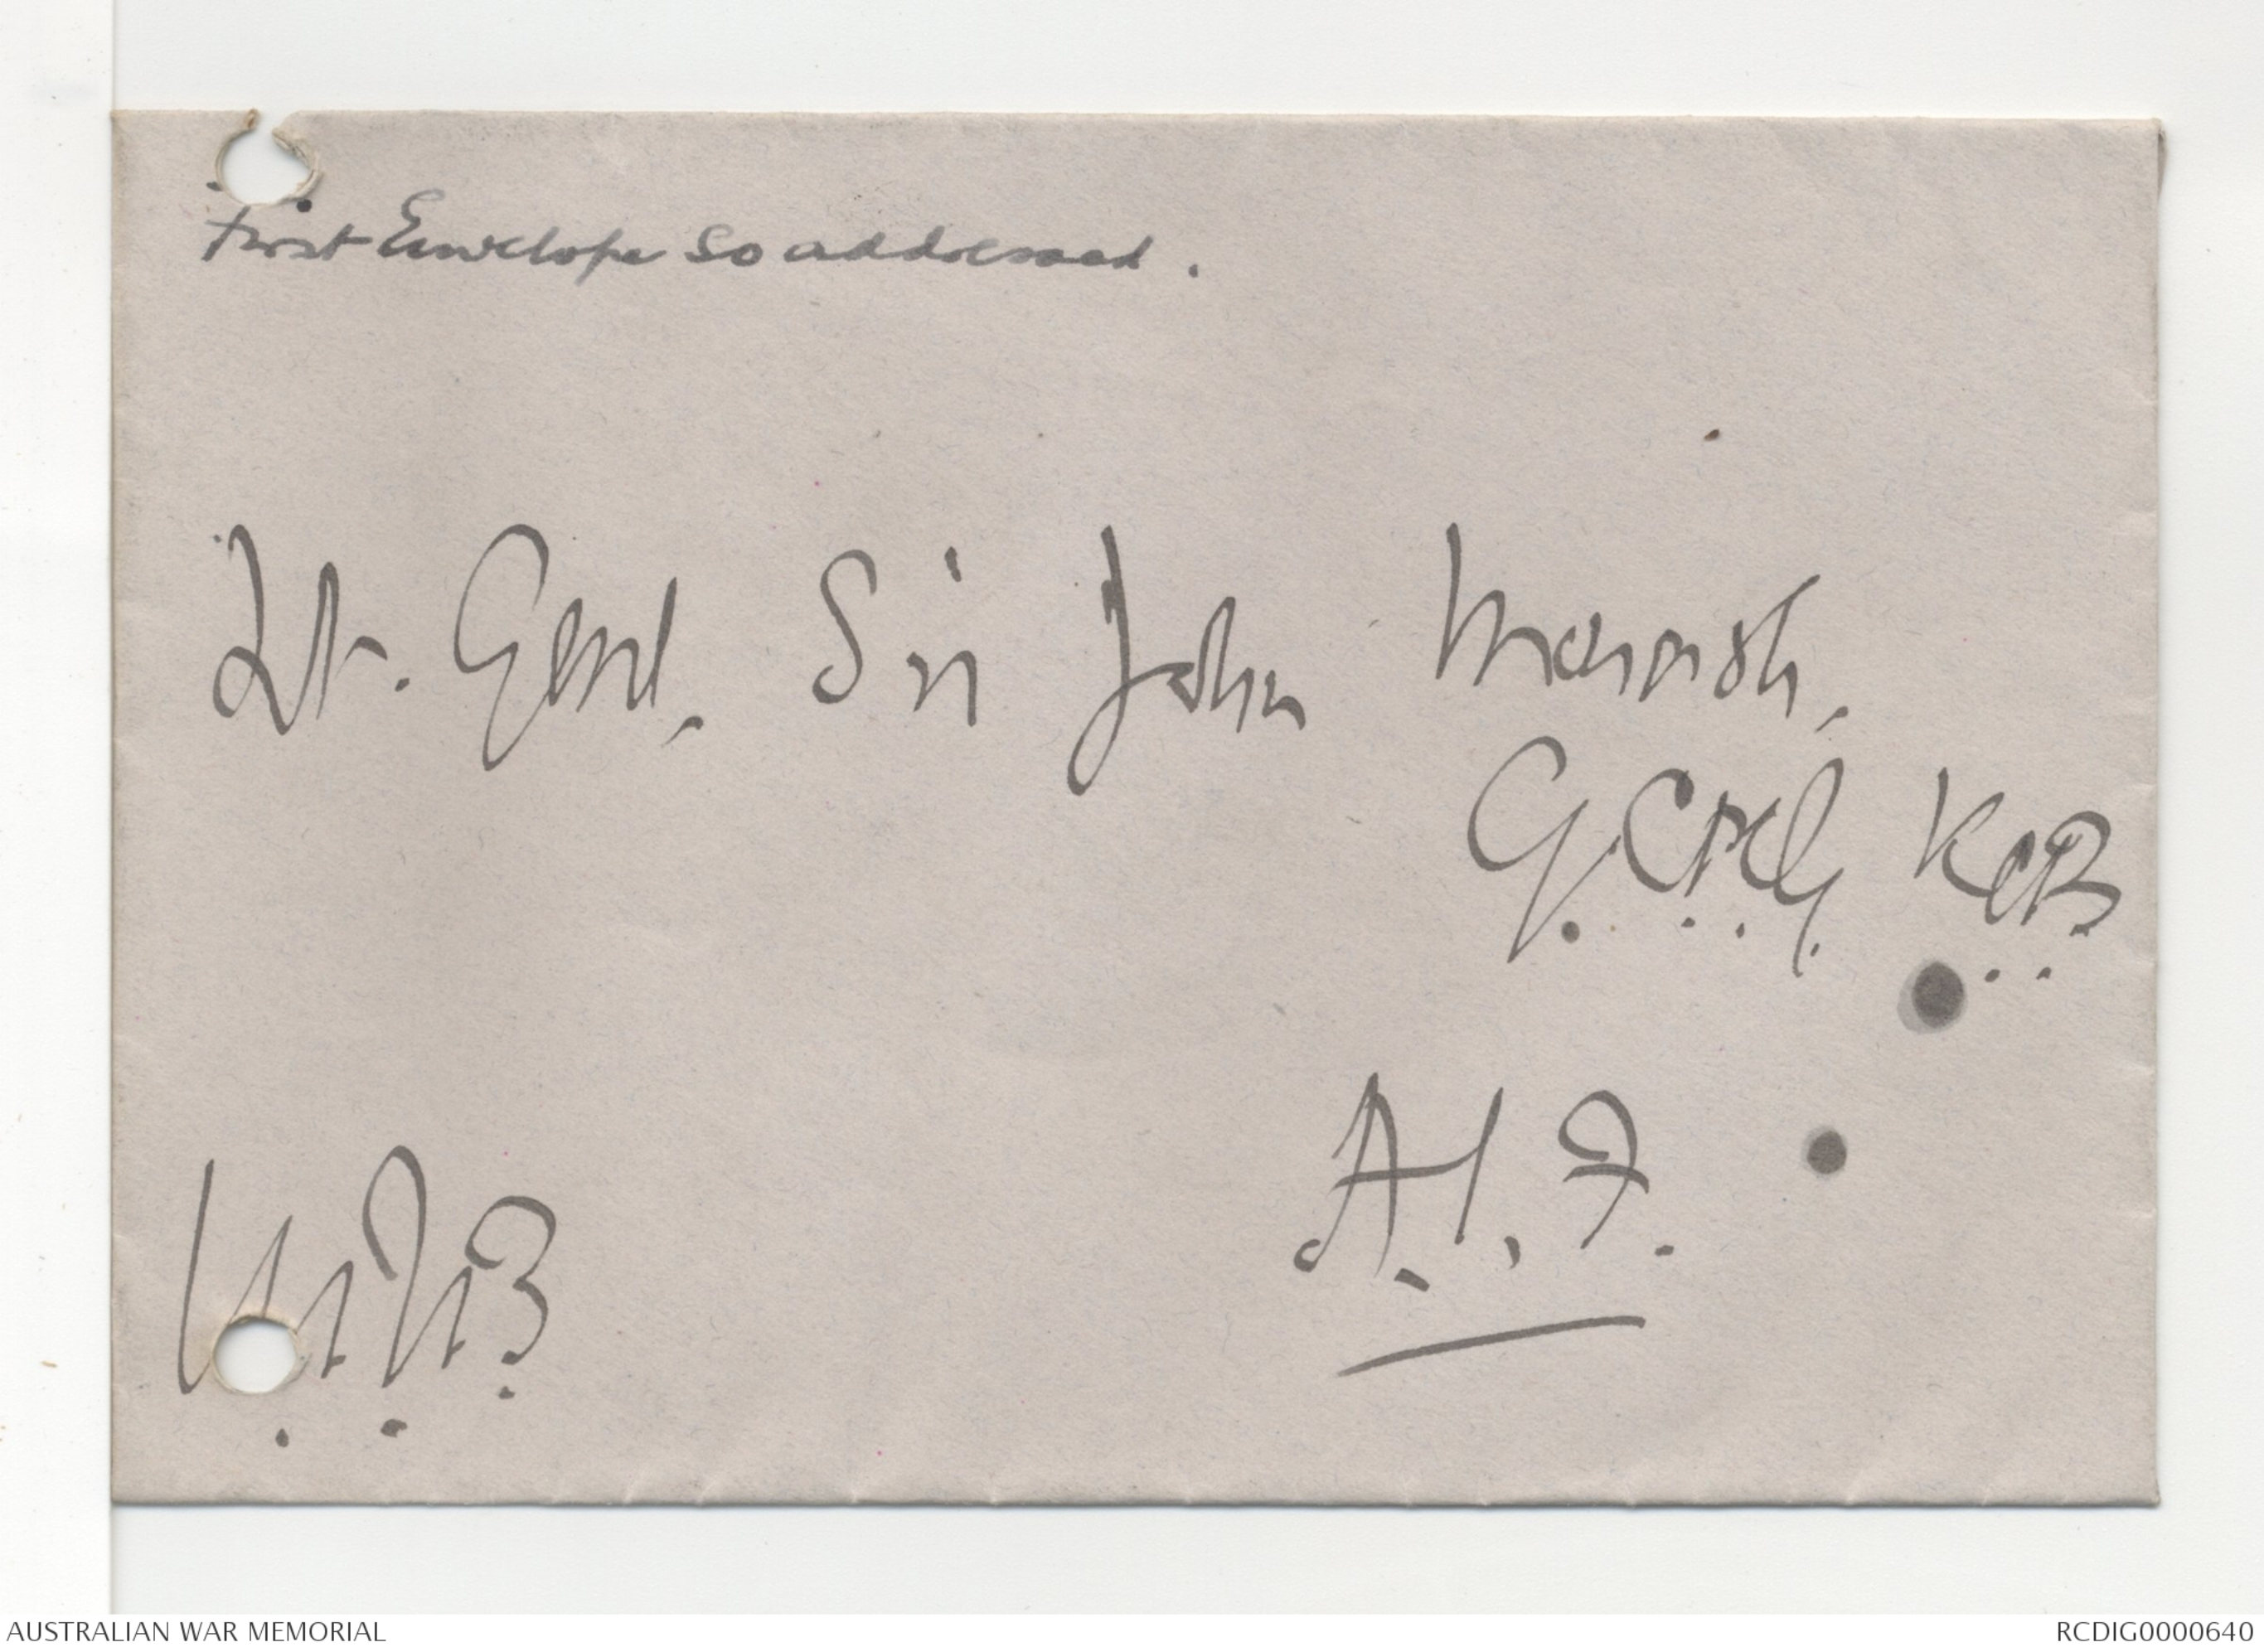 First Envelope so addressed.
Lt. Genl. Sir John Monash,
G.C.M.G. K.C.B.
A.I.F.
W.R.B.
AUSTRALIAN WAR MEMORIAL
RCDIG0000640